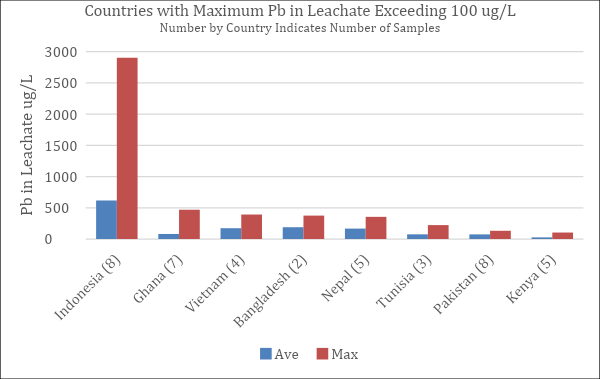 Countries with Maximum Pb in Leachate Exceeding 100 ug/L
Number by Country Indicates Number of Samples
Pb in Leachate ug/L
3000
2500
2000
1500
1000
500
0
Indonesia (8)
Ghana (7)
Vietnam (4)
Bangladesh (2)
Nepal (5)
Tunisia (3)
Pakistan (8)
Kenya (5)
Ave Max